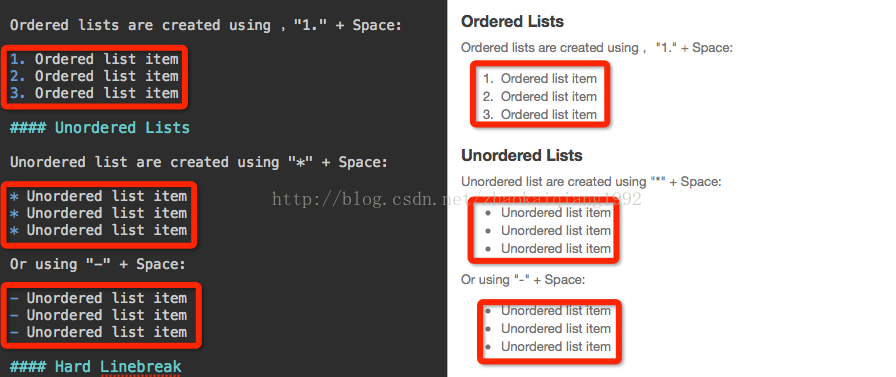 Ordered lists are created using , "1." + Space:
1. Ordered list item
2. Ordered list item
3. Ordered list item
#### Unordered Lists
Unordered list are created using "*" + Space:
* Unordered list item
* Unordered list item
* Unordered list item
Or using "-" + Space:
- Unordered list item
- Unordered list item
- Unordered list item
#### Hard Linebreak
Ordered Lists
Ordered lists are created using , "1." + Space:
1. Ordered list item
2. Ordered list item
3. Ordered list item
Unordered Lists
Unordered list are created using "*" + Space:
http://blog.csdn.net/zhaokaiqiang1992
• Unordered list item
• Unordered list item
• Unordered list item
Or using "-" + Space:
• Unordered list item
• Unordered list item
• Unordered list item